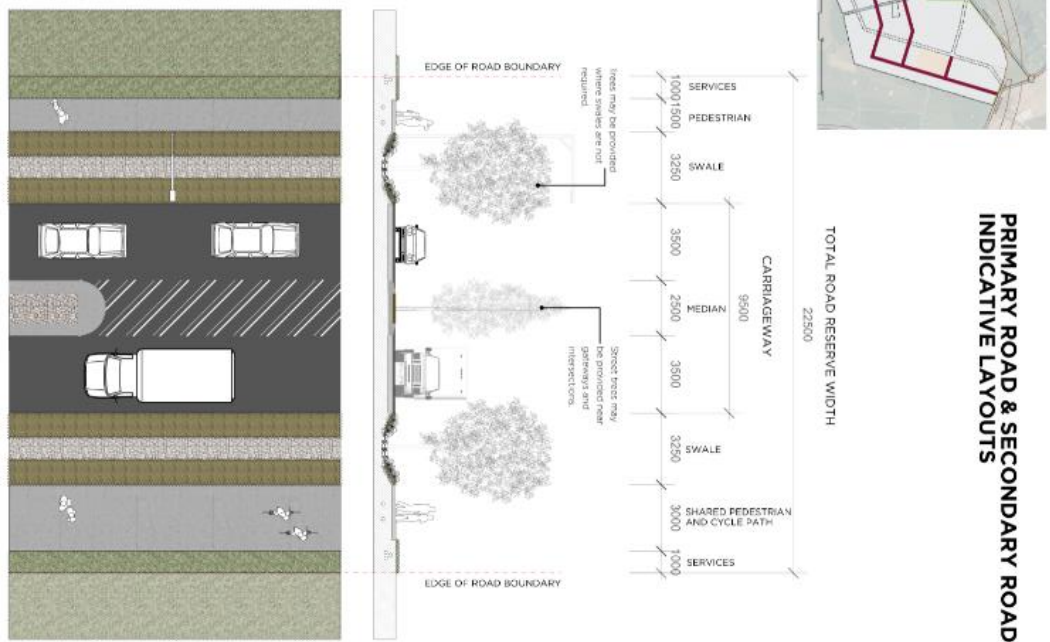 PRIMARY ROAD & SECONDARY ROAD
INDICATIVE LAYOUTS
TOTAL ROAD RESERVE WIDTH
22500
CARRIAGEWAY
9500
EDGE OF ROAD BOUNDARY
1000
SERVICES
1500
PEDESTRIAN
3250
SWALE
3500
2500
MEDIAN
3500
3250
SWALE
3000
SHARED PEDESTRIAN
AND CYCLE PATH
1000
SERVICES
EDGE OF ROAD BOUNDARY
Trees may be provided
where swales are not
required.
Street trees may
be provided near
gateways and
intersections.